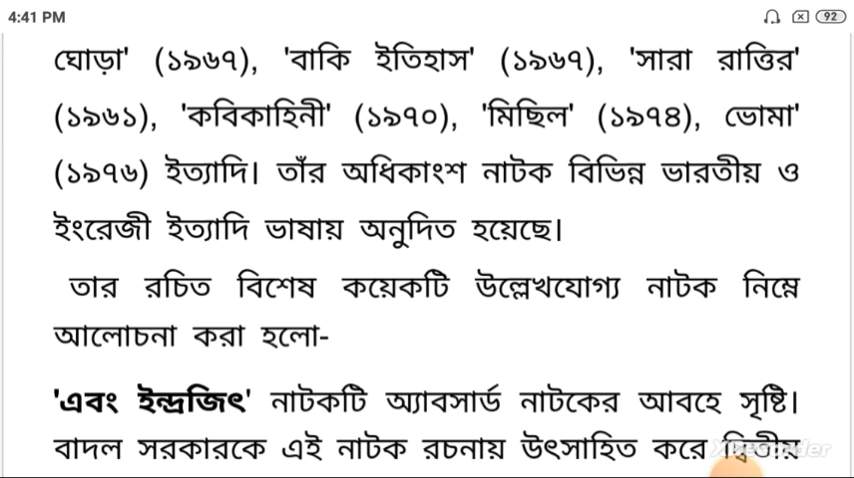 4:41 PM
92
ঘোড়া' (১৯৬৭), 'বাকি ইতিহাস' (১৯৬৭), 'সারা রাত্তির'
(১৯৬১), 'কবিকাহিনী' (১৯৭০), 'মিছিল' (১৯৭৪), ভোমা'
(১৯৭৬) ইত্যাদি। তাঁর অধিকাংশ নাটক বিভিন্ন ভারতীয় ও
ইংরেজী ইত্যাদি ভাষায় অনুদিত হয়েছে।
তার রচিত বিশেষ কয়েকটি উল্লেখযোগ্য নাটক নিম্নে
আলোচনা করা হলো-
'এবং ইন্দ্রজিৎ' নাটকটি অ্যাবসার্ড নাটকের আবহে সৃষ্টি।
বাদল সরকারকে এই নাটক রচনায় উৎসাহিত করে দ্বিতীয়